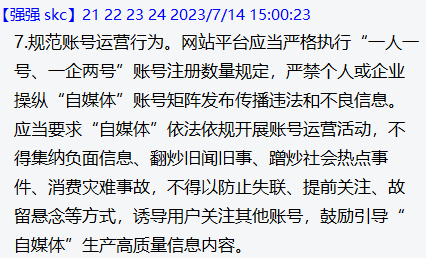 【强强 skc】21 22 23 24 2023/7/14 15:00:23
7.规范账号运营行为。网站平台应当严格执行“一人一
号、一企两号”账号注册数量规定，严禁个人或企业
操纵“自媒体”账号矩阵发布传播违法和不良信息。
应当要求“自媒体”依法依规开展账号运营活动，不
得集纳负面信息、翻炒旧闻旧事、蹭炒社会热点事
件、消费灾难事故，不得以防止失联、提前关注、故
留悬念等方式，诱导用户关注其他账号，鼓励引导“
自媒体”生产高质量信息内容。